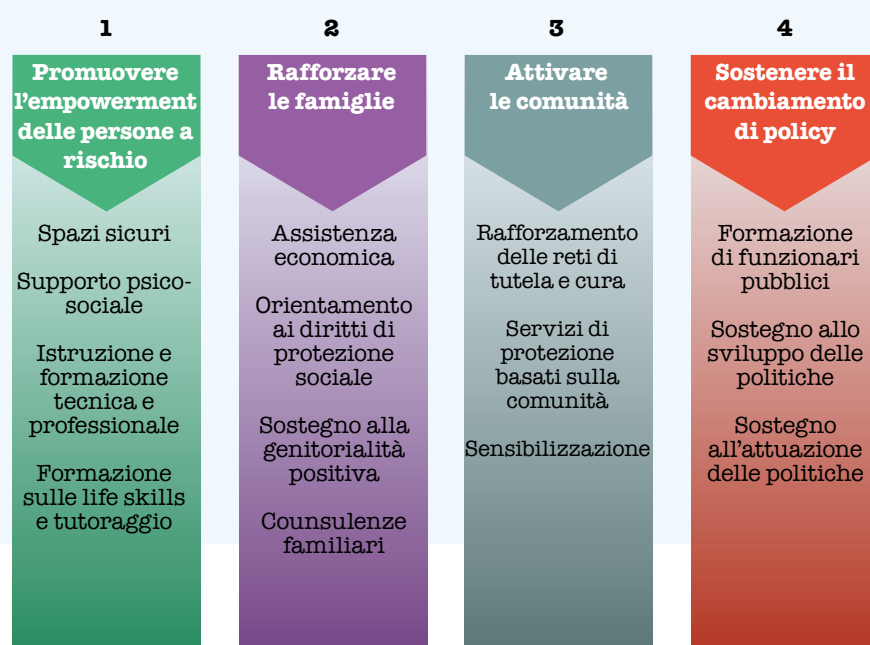 1
Promuovere
l'empowerment
delle persone a
rischio
Spazi sicuri
Supporto psico-
sociale
Istruzione e
formazione
tecnica e
professionale
Formazione
sulle life skills
e tutoraggio
2
Rafforzare
le famiglie
Assistenza
economica
Orientamento
ai diritti di
protezione
sociale
Sostegno alla
genitorialità
positiva
Counsulenze
familiari
3
Attivare
le comunità
Rafforzamento
delle reti di
tutela e cura
Servizi di
protezione
basati sulla
comunità
Sensibilizzazione
4
Sostenere il
cambiamento
di policy
Formazione
di funzionari
pubblici
Sostegno allo
sviluppo delle
politiche
Sostegno
all'attuazione
delle politiche